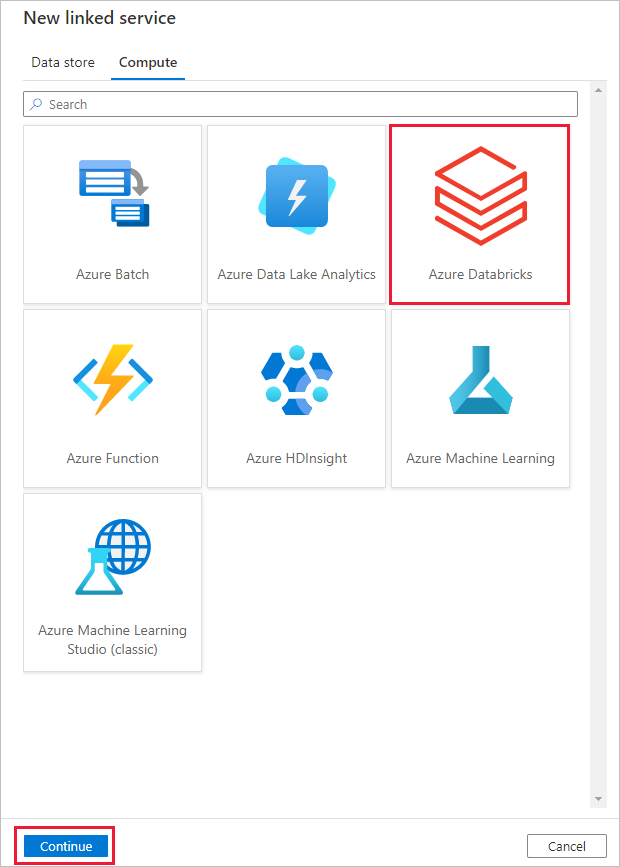 New linked service
Data store Compute
Search
Azure Batch
Azure Data Lake Analytics
Azure Databricks
Azure Function
Azure HDInsight
Azure Machine Learning
Azure Machine Learning
Studio (classic)
Continue
Cancel